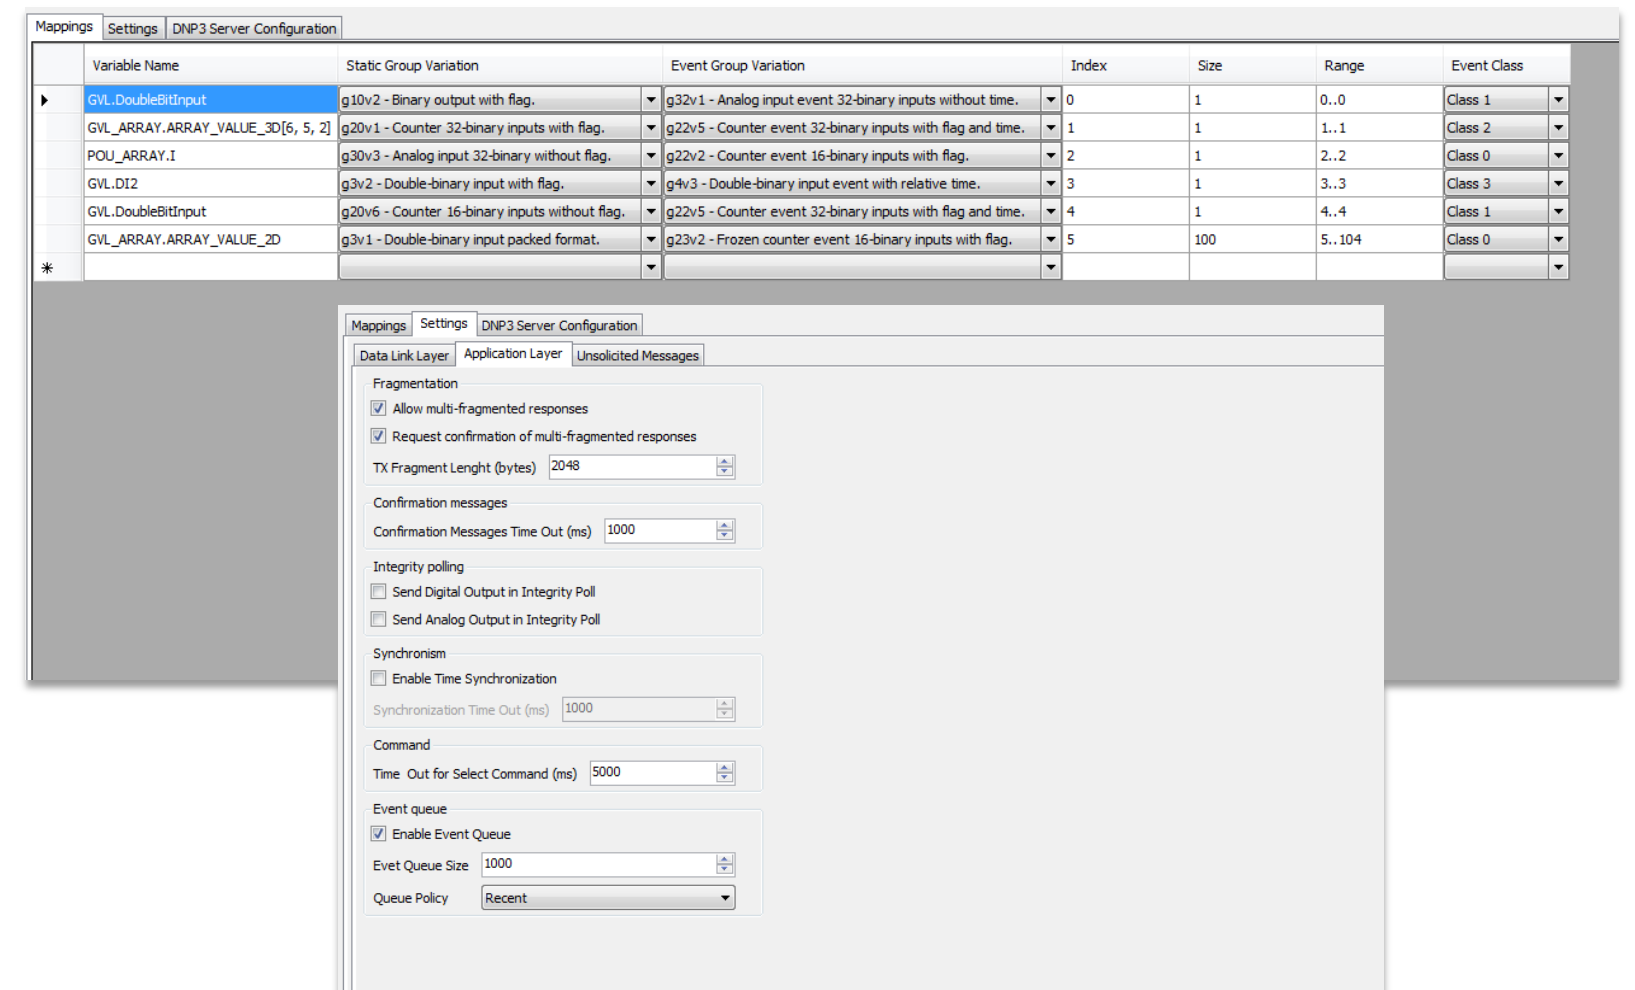 Mappings Settings DNP3 Server Configuration
Variable Name Static Group Variation Event Group Variation Index Size Range Event Class
GVL.DoubleBitInput g10v2 - Binary output with flag. g32v1 - Analog input event 32-binary inputs without time. 0 1 0..0 Class 1
GVL_ARRAY.ARRAY_VALUE_3D[6, 5, 2] g20v1 - Counter 32-binary inputs with flag. g22v5 - Counter event 32-binary inputs with flag and time. 1 1 1..1 Class 2
POU_ARRAY.I g30v3 - Analog input 32-binary without flag. g22v2 - Counter event 16-binary inputs with flag. 2 1 2..2 Class 0
GVL.DI2 g3v2 - Double-binary input with flag. g4v3 - Double-binary input event with relative time. 3 1 3..3 Class 3
GVL.DoubleBitInput g20v6 - Counter 16-binary inputs without flag. g22v5 - Counter event 32-binary inputs with flag and time. 4 1 4..4 Class 1
GVL_ARRAY.ARRAY_VALUE_2D g3v1 - Double-binary input packed format. g23v2 - Frozen counter event 16-binary inputs with flag. 5 100 5..104 Class 0
Mappings Settings DNP3 Server Configuration
Data Link Layer Application Layer Unsolicited Messages
Fragmentation
Allow multi-fragmented responses
Request confirmation of multi-fragmented responses
TX Fragment Lenght (bytes) 2048
Confirmation messages
Confirmation Messages Time Out (ms) 1000
Integrity polling
Send Digital Output in Integrity Poll
Send Analog Output in Integrity Poll
Synchronism
Enable Time Synchronization
Synchronization Time Out (ms) 1000
Command
Time Out for Select Command (ms) 5000
Event queue
Enable Event Queue
Evet Queue Size 1000
Queue Policy Recent